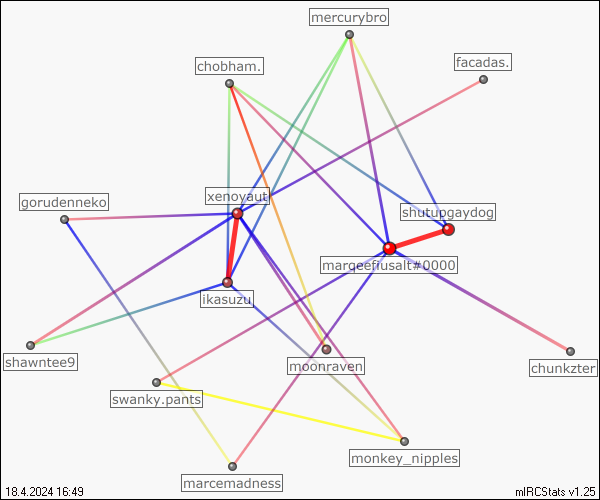 mercurybro
chobham.
facadas.
xenoyaut
gorudenneko
shutupgaydog
marqeefiusalt#0000
ikasuzu
shawntee9
moonraven
chunkzter
swanky.pants
monkey_nipples
marcemadness
18.4.2024 16:49
mIRCStats v1.25